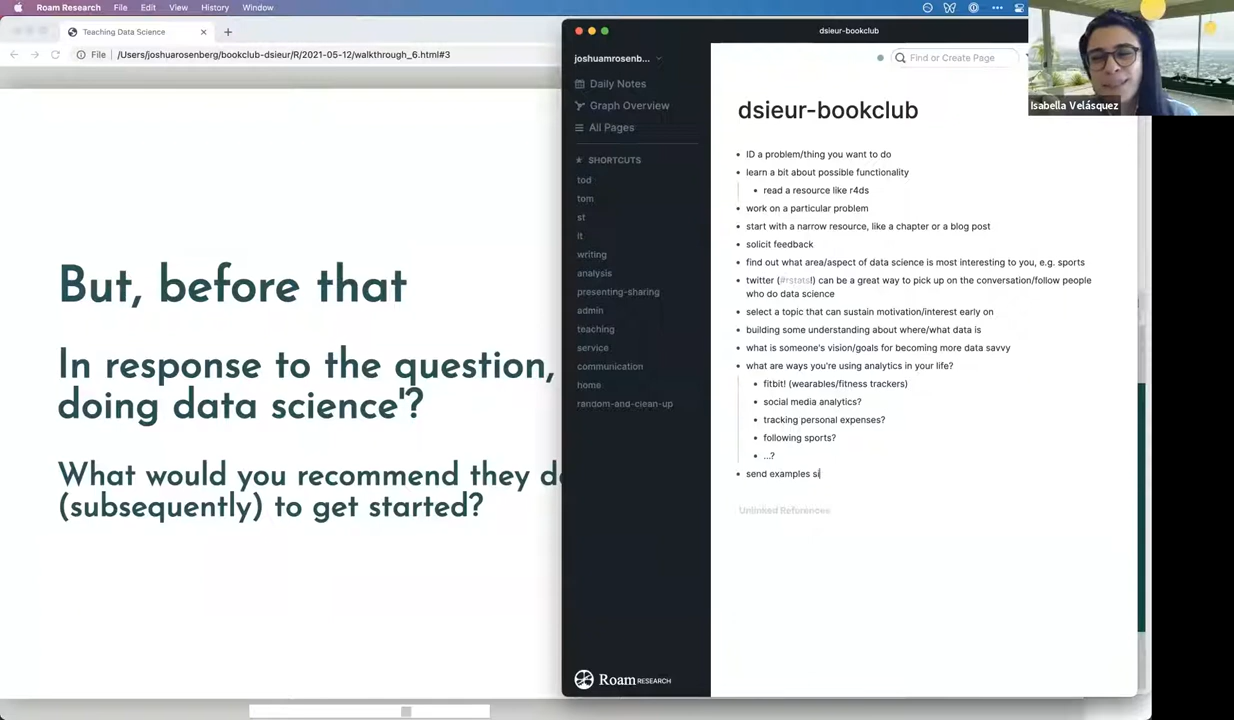 Roam Research File Edit View History Window
Teaching Data Science
File /Users/joshuarosenberg/bookclub-dsieur/R/2021-05-12/walkthrough_6.html#3
But, before that
In response to the question,
doing data science'?
What would you recommend they d
(subsequently) to get started?
dsieur-bookclub
joshuamrosenb...
Daily Notes
Graph Overview
All Pages
SHORTCUTS
tod
tom
st
it
writing
analysis
presenting-sharing
admin
teaching
service
communication
home
random-and-clean-up
Roam RESEARCH
Find or Create Page
dsieur-bookclub
ID a problem/thing you want to do
learn a bit about possible functionality
read a resource like r4ds
work on a particular problem
start with a narrow resource, like a chapter or a blog post
solicit feedback
find out what area/aspect of data science is most interesting to you, e.g. sports
twitter (#rstats!) can be a great way to pick up on the conversation/follow people
who do data science
select a topic that can sustain motivation/interest early on
building some understanding about where/what data is
what is someone's vision/goals for becoming more data savvy
what are ways you're using analytics in your life?
fitbit! (wearables/fitness trackers)
social media analytics?
tracking personal expenses?
following sports?
...?
send examples si
Unlinked References
Isabella Velásquez